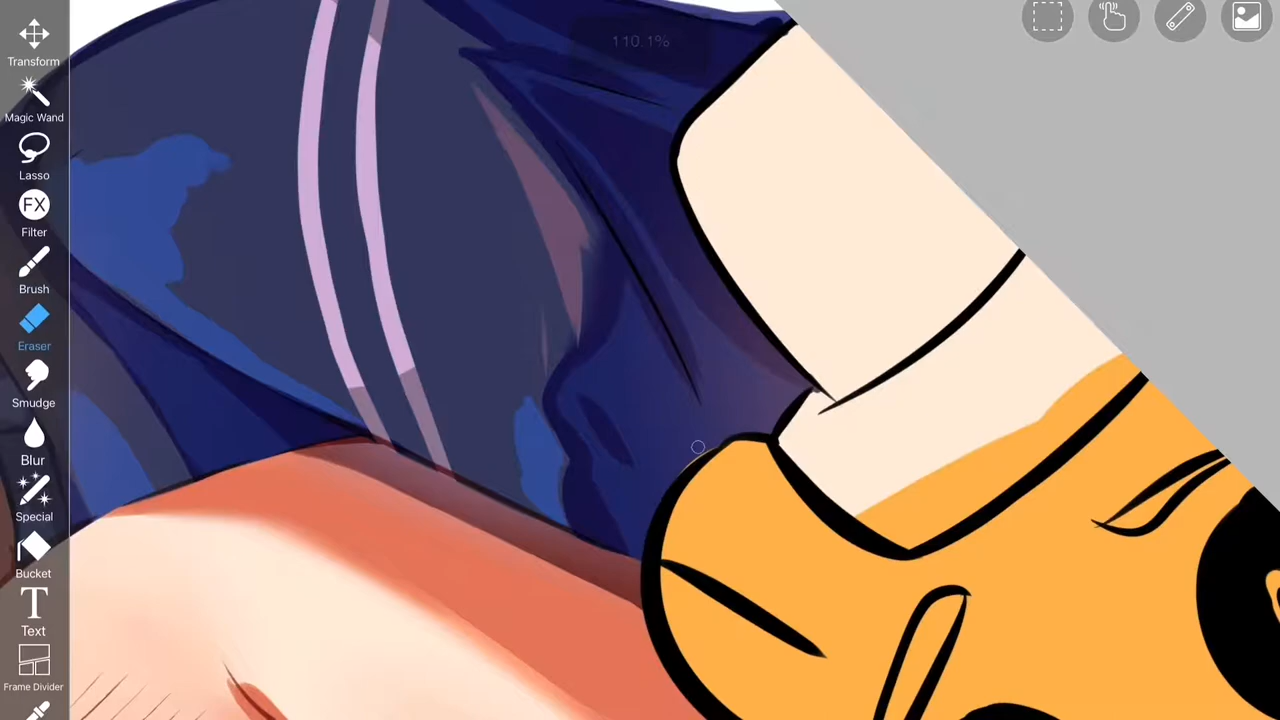 110.1%
Transform
Magic Wand
Lasso
FX
Filter
Brush
Eraser
Smudge
Blur
Special
Bucket
T
Text
Frame Divider